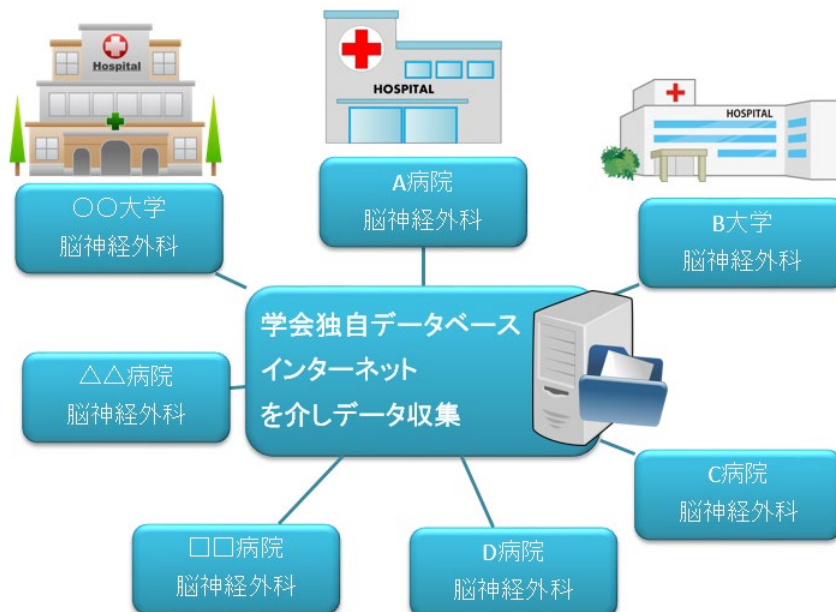 Hospital
HOSPITAL
HOSPITAL
〇〇大学
脳神経外科
A病院
脳神経外科
B大学
脳神経外科
学会独自データベース
インターネット
を介しデータ収集
△△病院
脳神経外科
C病院
脳神経外科
□□病院
脳神経外科
D病院
脳神経外科